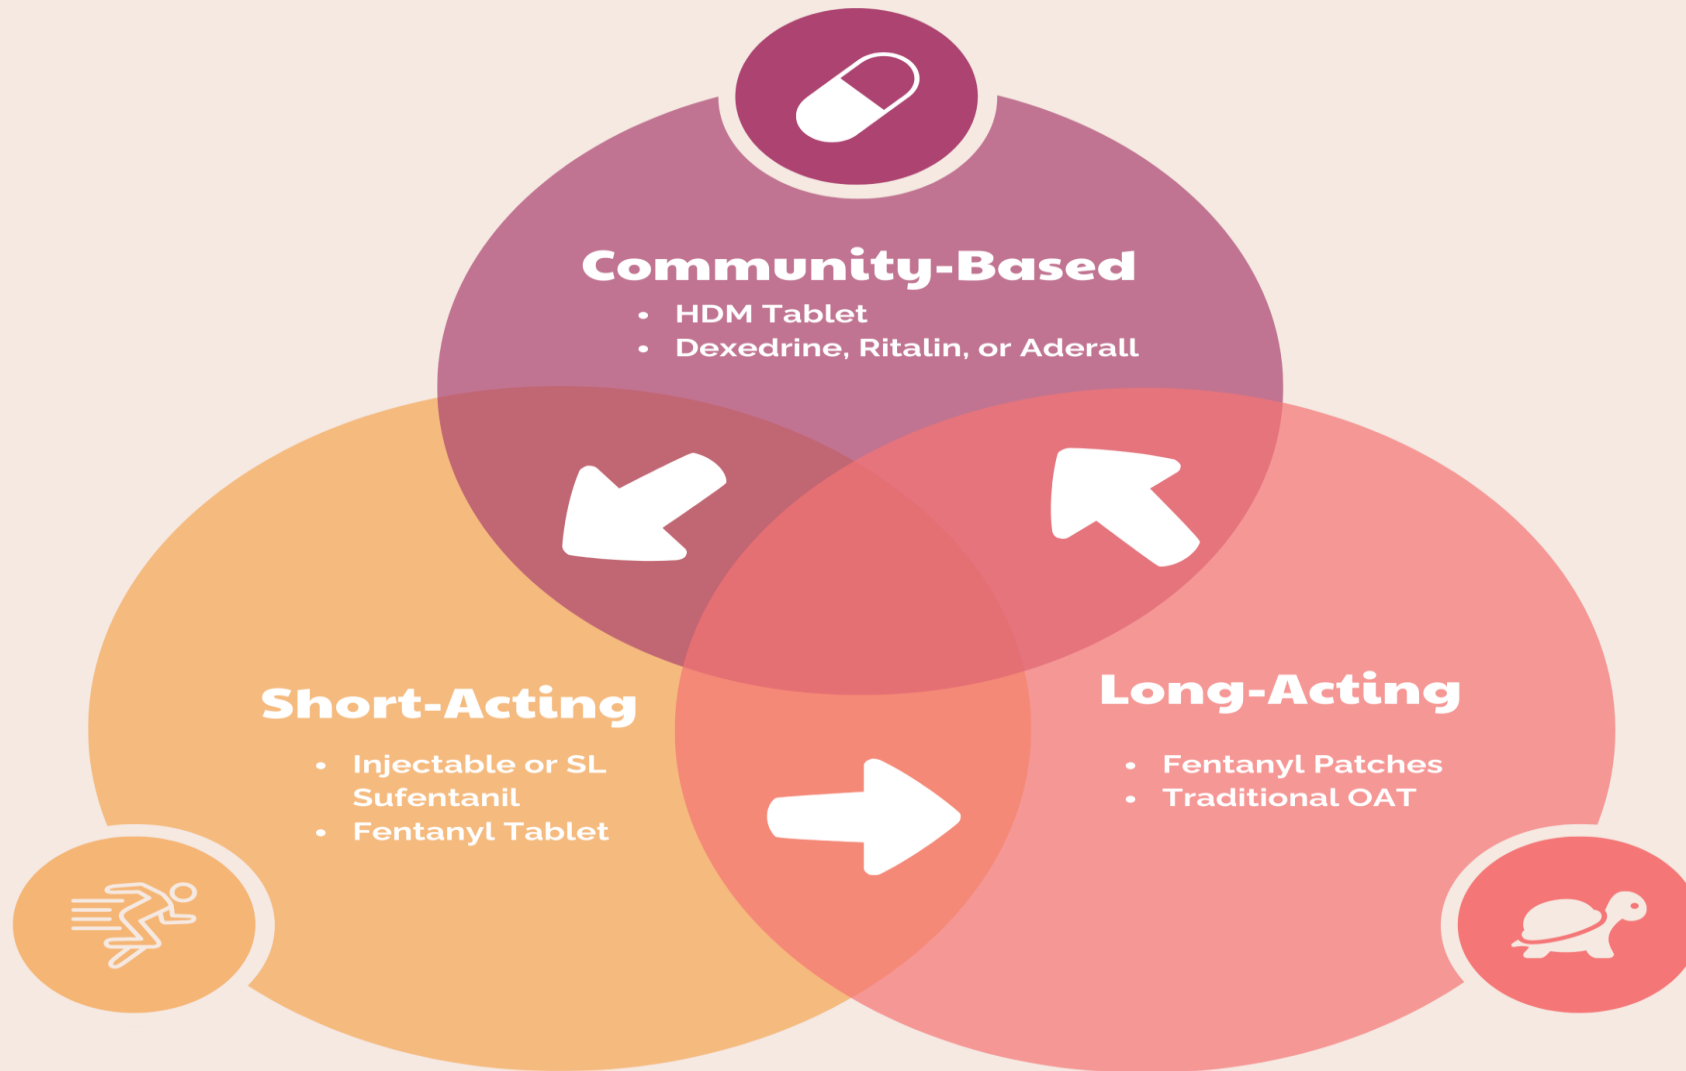 Community-Based
• HDM Tablet
• Dexedrine, Ritalin, or Aderall
Short-Acting
• Injectable or SL
Sufentanil
• Fentanyl Tablet
Long-Acting
• Fentanyl Patches
• Traditional OAT